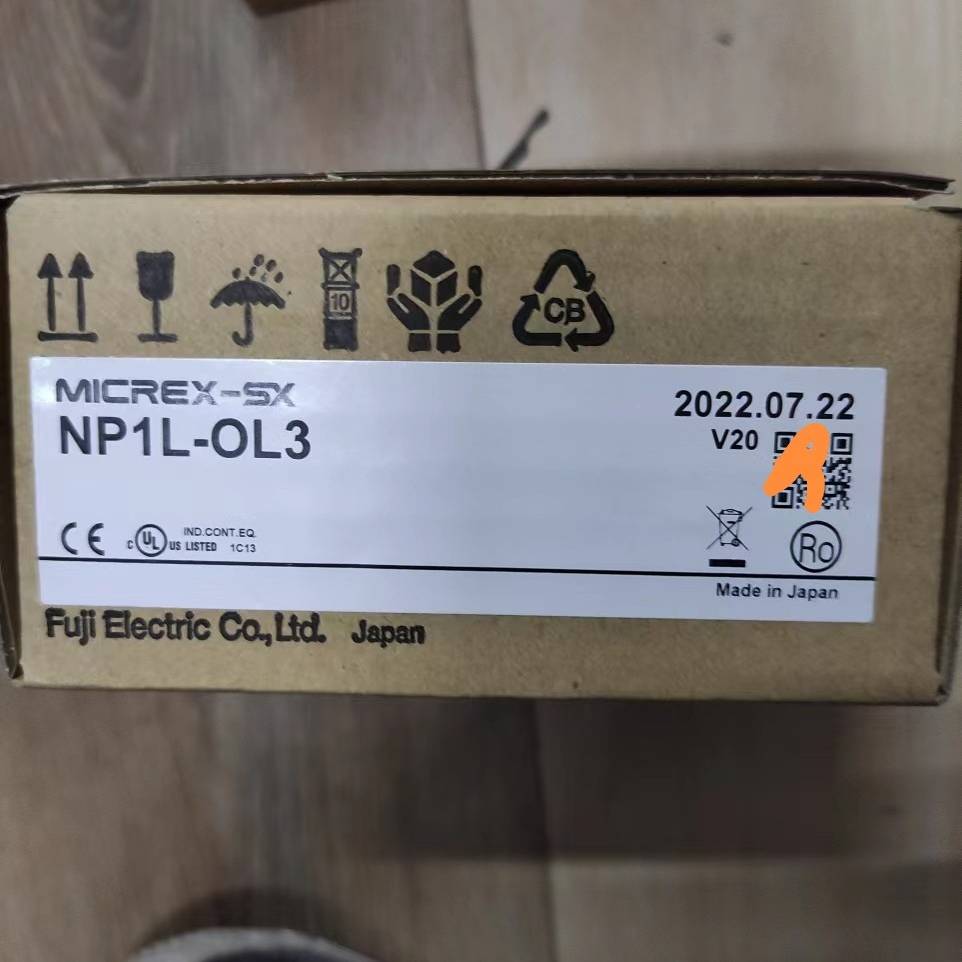 10
CB
MICREX-SX
2022.07.22
NP1L-OL3
V20
CE
C UL US LISTED
IND.CONT.EQ.
1C13
Ro
Made in Japan
Fuji Electric Co.,Ltd. Japan